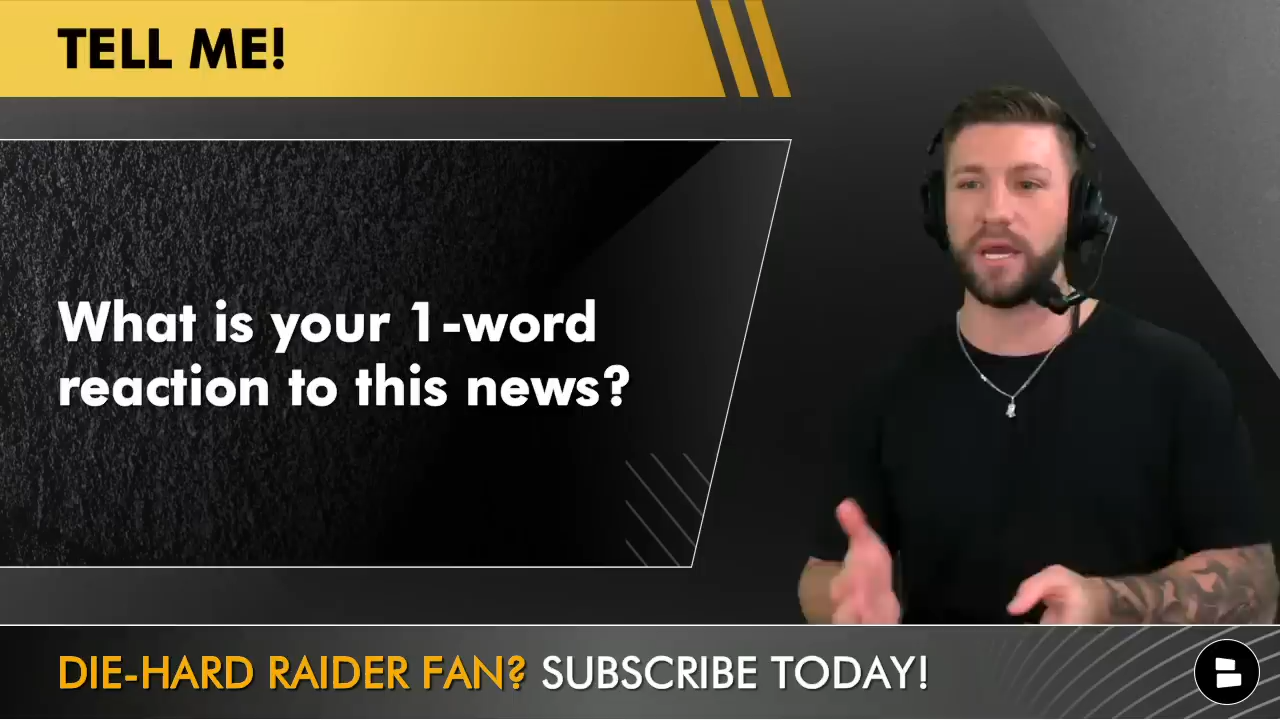 TELL ME!
What is your 1-word
reaction to this news?
DIE-HARD RAIDER FAN? SUBSCRIBE TODAY!